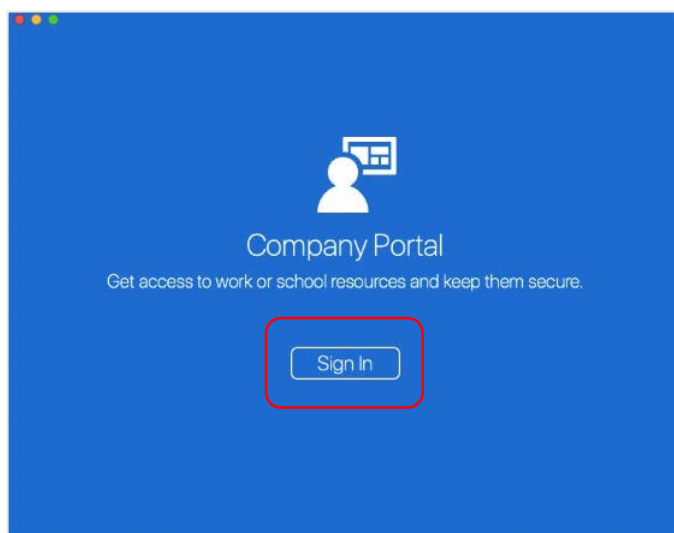 Company Portal
Get access to work or school resources and keep them secure.
Sign In